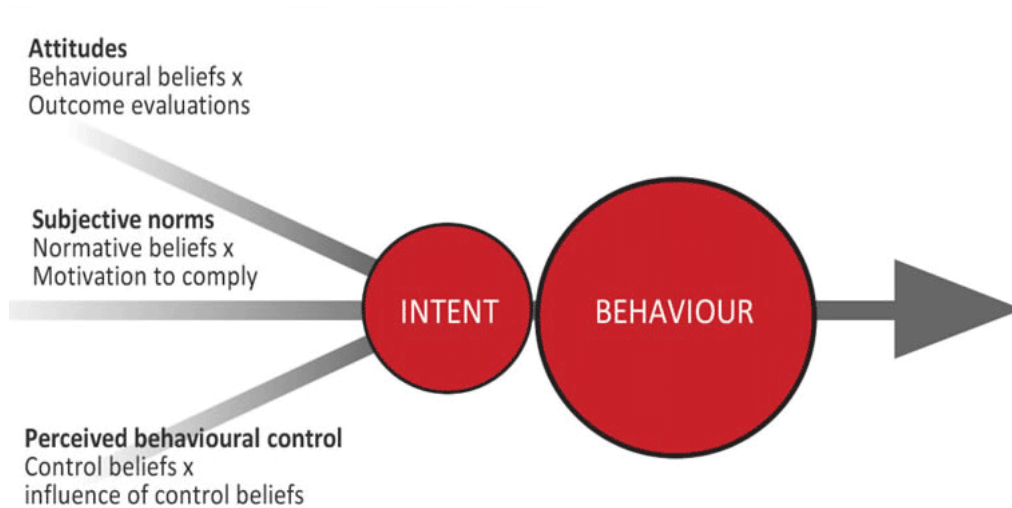 Attitudes
Behavioural beliefs x
Outcome evaluations
Subjective norms
Normative beliefs x
Motivation to comply
INTENT
BEHAVIOUR
Perceived behavioural control
Control beliefs x
influence of control beliefs